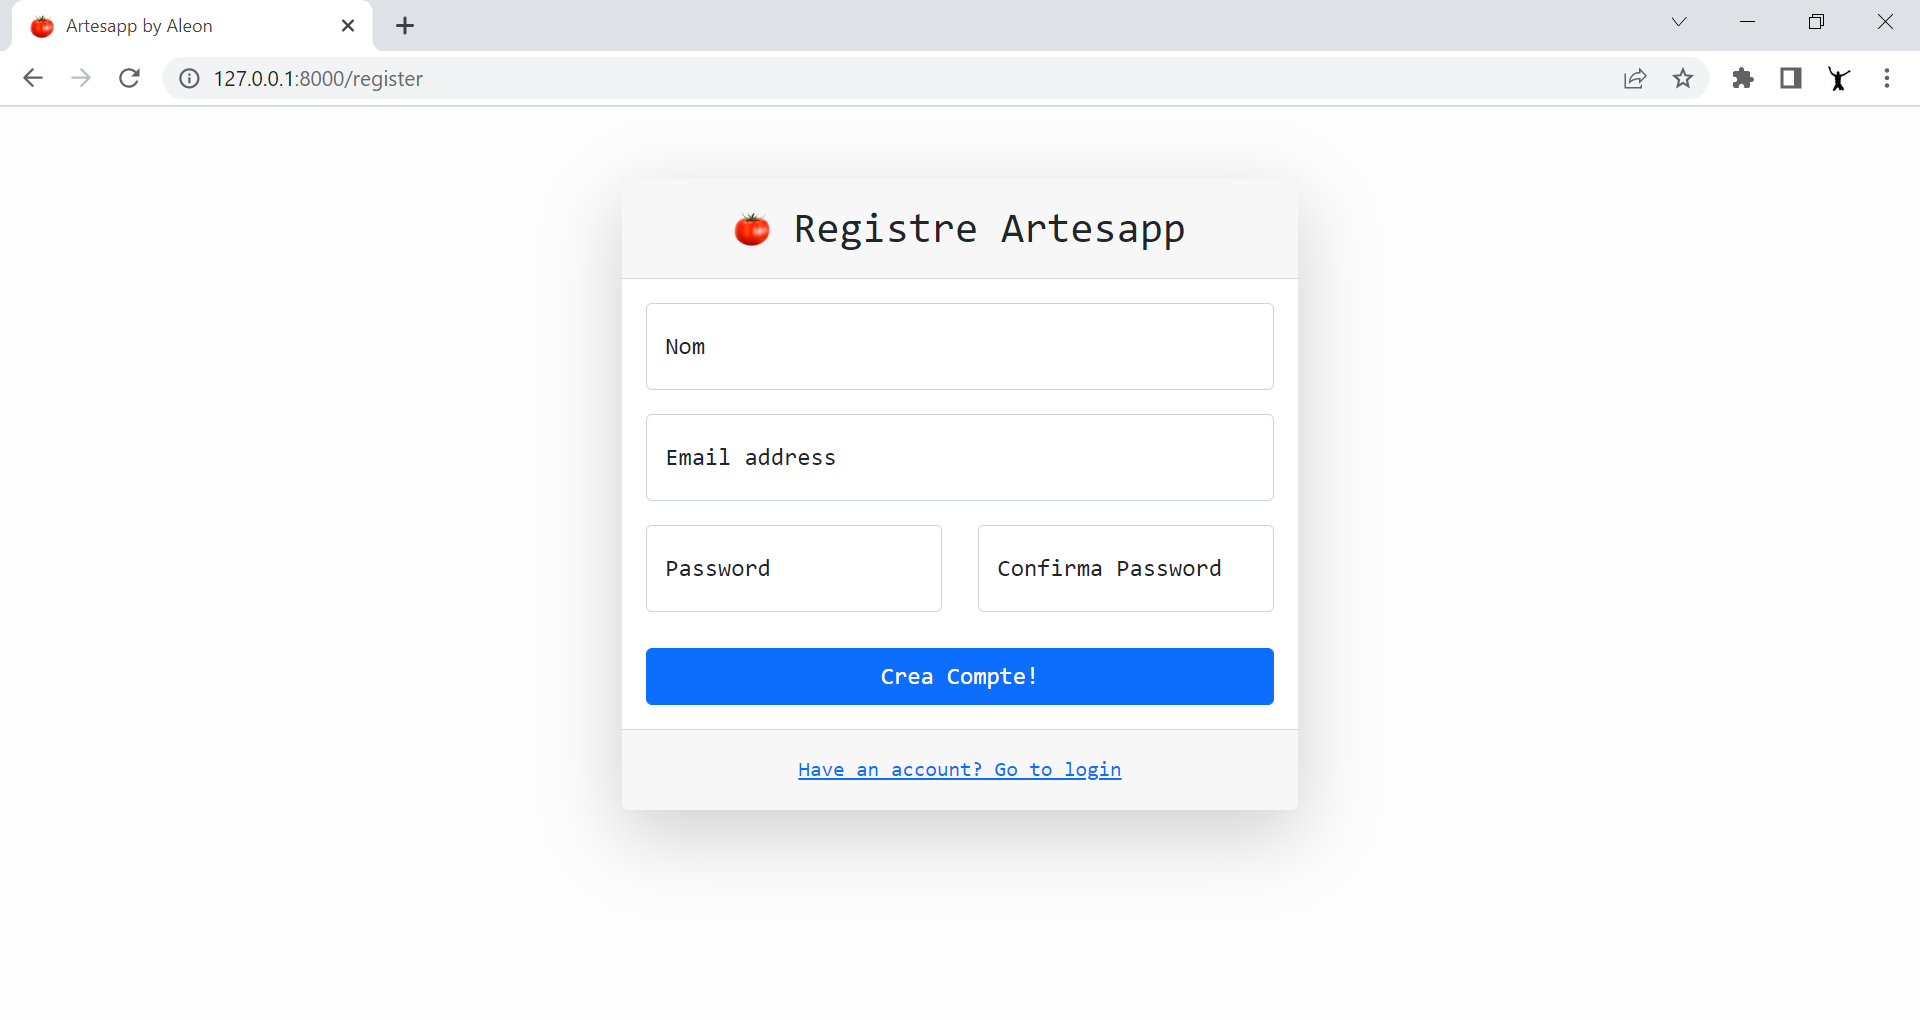 Artesapp by Aleon
127.0.0.1:8000/register
Registre Artesapp
Nom
Email address
Password
Confirma Password
Crea Compte!
Have an account? Go to login